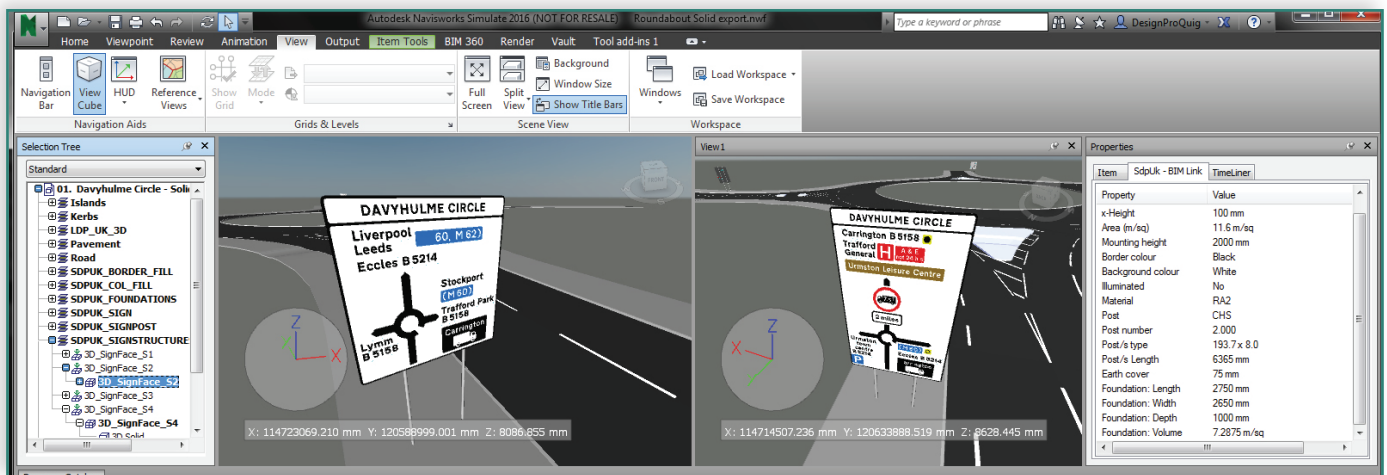 Autodesk Navisworks Simulate 2016 (NOT FOR RESALE) Roundabout Solid export.nwf
Type a keyword or phrase
DesignProQuig
Home Viewpoint Review Animation View Output Item Tools BIM 360 Render Vault Tool add-ins 1
Navigation Bar
View Cube
HUD
Reference Views
Show Grid
Mode
Full Screen
Split View
Background
Window Size
Show Title Bars
Windows
Load Workspace
Save Workspace
Navigation Aids
Grids & Levels
Scene View
Workspace
Selection Tree
Standard
01. Davyhulme Circle - Soli
Islands
Kerbs
LDP_UK_3D
Pavement
Road
SDPUK_BORDER_FILL
SDPUK_COL_FILL
SDPUK_FOUNDATIONS
SDPUK_SIGN
SDPUK_SIGNPOST
SDPUK_SIGNSTRUCTURE
3D_SignFace_S1
3D_SignFace_S2
3D_SignFace_S2
3D_SignFace_S3
3D_SignFace_S4
3D_SignFace_S4
3D Solid
FRONT
DAVYHULME CIRCLE
Liverpool
Leeds
60, M 62)
Eccles B 5214
Stockport
(M 60)
Trafford Park
B 5158
Carrington
Lymm
B 5158
Z
X
X: 114723069.210 mm Y: 120588999.001 mm Z: 8086.855 mm
View1
DAVYHULME CIRCLE
Carrington B 5158
Trafford
General H A & E
not 24 hrs
Urmston Leisure Centre
2 miles
Urmston
town
centre
B 5214
P
(M 60)
Eccles B 5214
Z
X
X: 114714507.236 mm Y: 120633888.519 mm Z: 8628.445 mm
Properties
Item SdpUk - BIM Link TimeLiner
Property Value
x-Height 100 mm
Area (m/sq) 11.6 m/sq
Mounting height 2000 mm
Border colour Black
Background colour White
Illuminated No
Material RA2
Post CHS
Post number 2.000
Post/s type 193.7 x 8.0
Post/s Length 6365 mm
Earth cover 75 mm
Foundation: Length 2750 mm
Foundation: Width 2650 mm
Foundation: Depth 1000 mm
Foundation: Volume 7.2875 m/sq